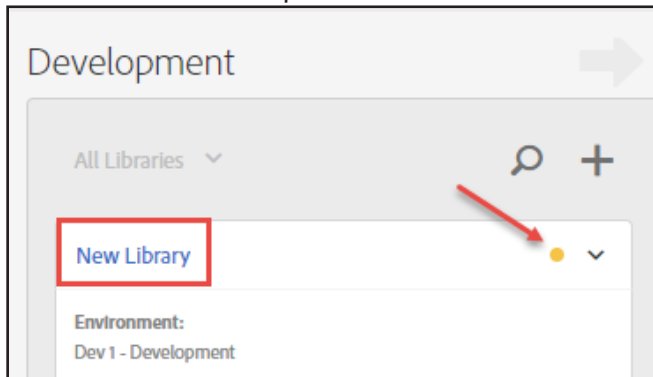 Development
All Libraries
New Library
Environment:
Dev 1 - Development